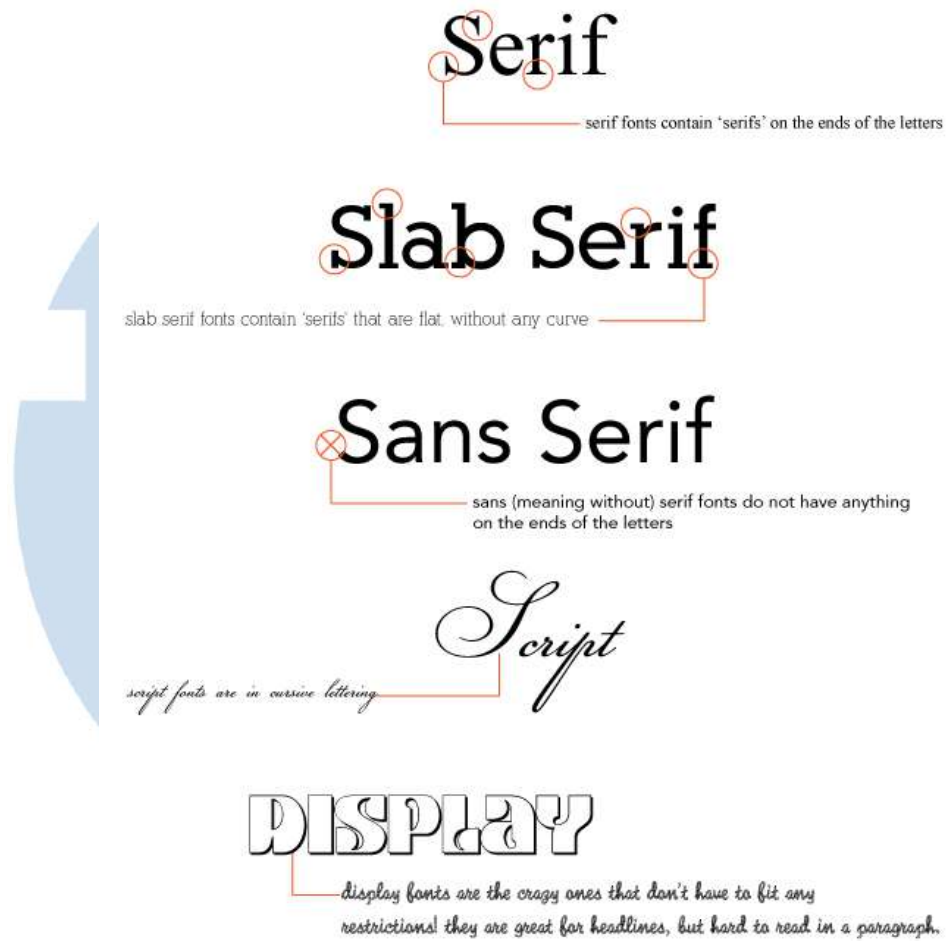 Serif
serif fonts contain ‘serifs’ on the ends of the letters
Slab Serif
slab serif fonts contain 'serifs' that are flat, without any curve
Sans Serif
sans (meaning without) serif fonts do not have anything
on the ends of the letters
Script
script fonts are in cursive lettering
DISPLaY
display fonts are the crazy ones that don't have to fit any
restrictions! they are great for headlines, but hard to read in a paragraph.